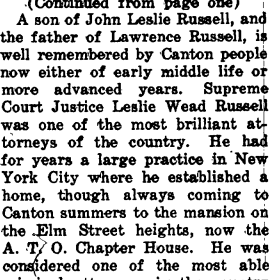 (Continued from page one)
A son of John Leslie Russell, and
the father of Lawrence Russell, is
well remembered by Canton people
now either of early middle life or
more advanced years. Supreme
Court Justice Leslie Wead Russell
was one of the most brilliant at-
torneys of the country. He had
for years a large practice in New
York City where he established a
home, though always coming to
Canton summers to the mansion on
the Elm Street heights, now the
A. T. O. Chapter House. He was
considered one of the most able